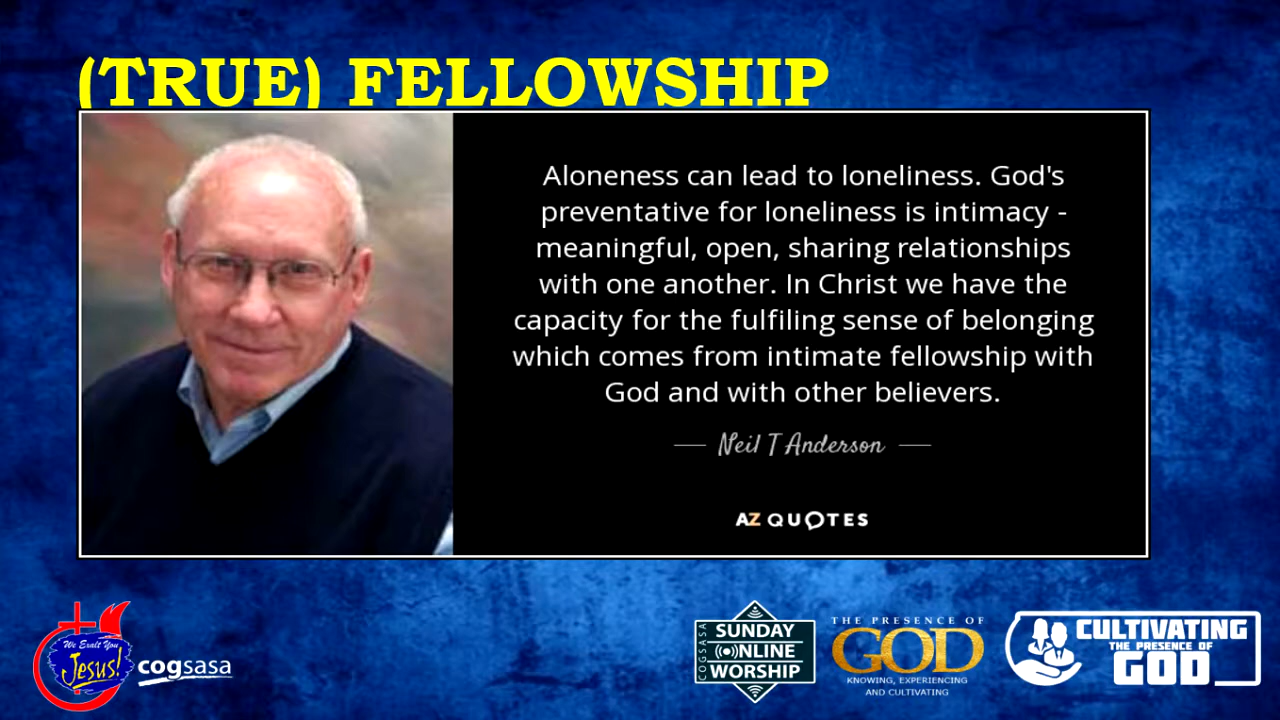 (TRUE) FELLOWSHIP
Aloneness can lead to loneliness. God's
preventative for loneliness is intimacy -
meaningful, open, sharing relationships
with one another. In Christ we have the
capacity for the fulfiling sense of belonging
which comes from intimate fellowship with
God and with other believers.
Neil T Anderson
AZ QUOTES
We Exalt You
Jesus!
cogsasa
COGSASA
SUNDAY
ONLINE
WORSHIP
THE PRESENCE OF
GOD
KNOWING, EXPERIENCING
AND CULTIVATING
CULTIVATING
THE PRESENCE OF
GOD